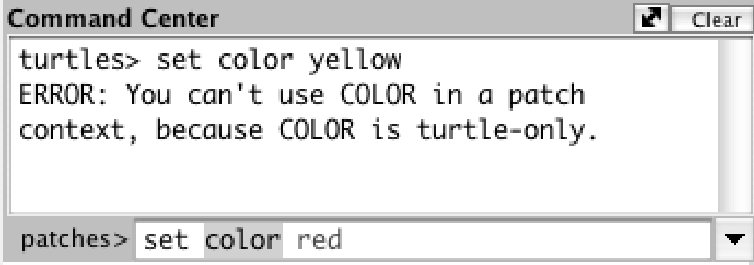 Command Center
Clear
turtles> set color yellow
ERROR: You can't use COLOR in a patch
context, because COLOR is turtle-only.
patches> set color red